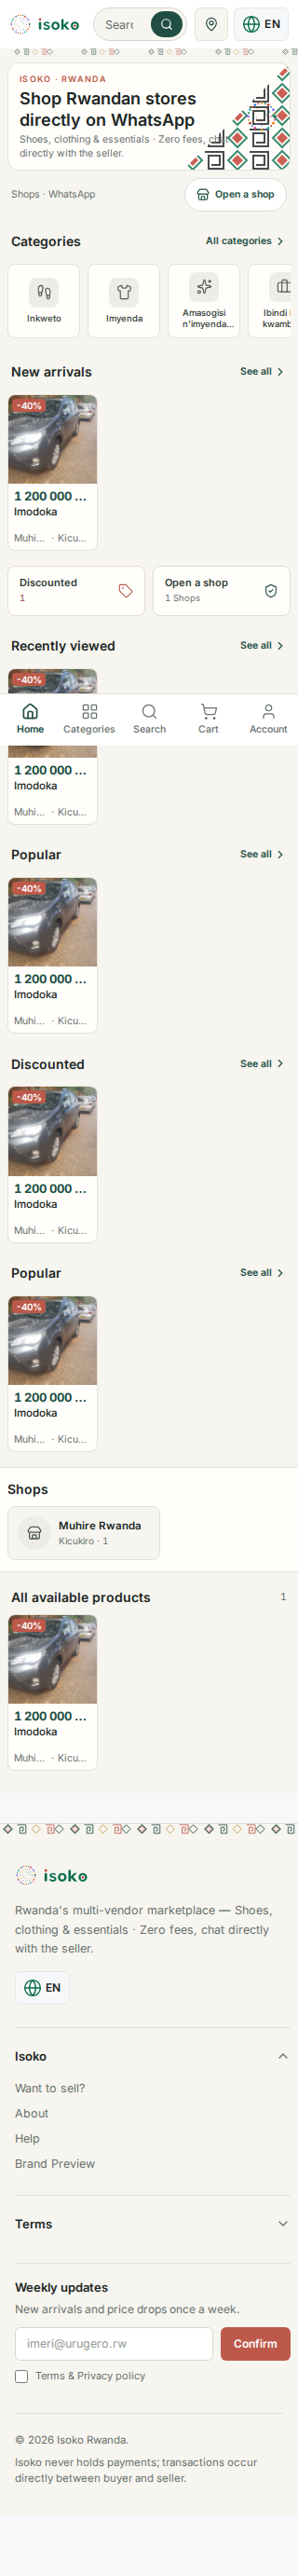 isoko
Searc
EN
ISOKO · RWANDA
Shop Rwandan stores
directly on WhatsApp
Shoes, clothing & essentials · Zero fees, chat
directly with the seller.
Shops · WhatsApp
Open a shop
Categories
All categories
Inkweto
Imyenda
Amasogisi
n'imyenda...
Ibindi
kwamb
New arrivals
See all
-40%
1 200 000 ...
Imodoka
Muhi... · Kicu...
Discounted
1
Open a shop
1 Shops
Recently viewed
See all
-40%
Home
Categories
Search
Cart
Account
1 200 000 ...
Imodoka
Muhi... · Kicu...
Popular
See all
-40%
1 200 000 ...
Imodoka
Muhi... · Kicu...
Discounted
See all
-40%
1 200 000 ...
Imodoka
Muhi... · Kicu...
Popular
See all
-40%
1 200 000 ...
Imodoka
Muhi... · Kicu...
Shops
Muhire Rwanda
Kicukiro · 1
All available products
1
-40%
1 200 000 ...
Imodoka
Muhi... · Kicu...
isoko
Rwanda's multi-vendor marketplace — Shoes,
clothing & essentials · Zero fees, chat directly
with the seller.
EN
Isoko
Want to sell?
About
Help
Brand Preview
Terms
Weekly updates
New arrivals and price drops once a week.
imeri@urugero.rw
Confirm
Terms & Privacy policy
© 2026 Isoko Rwanda.
Isoko never holds payments; transactions occur
directly between buyer and seller.